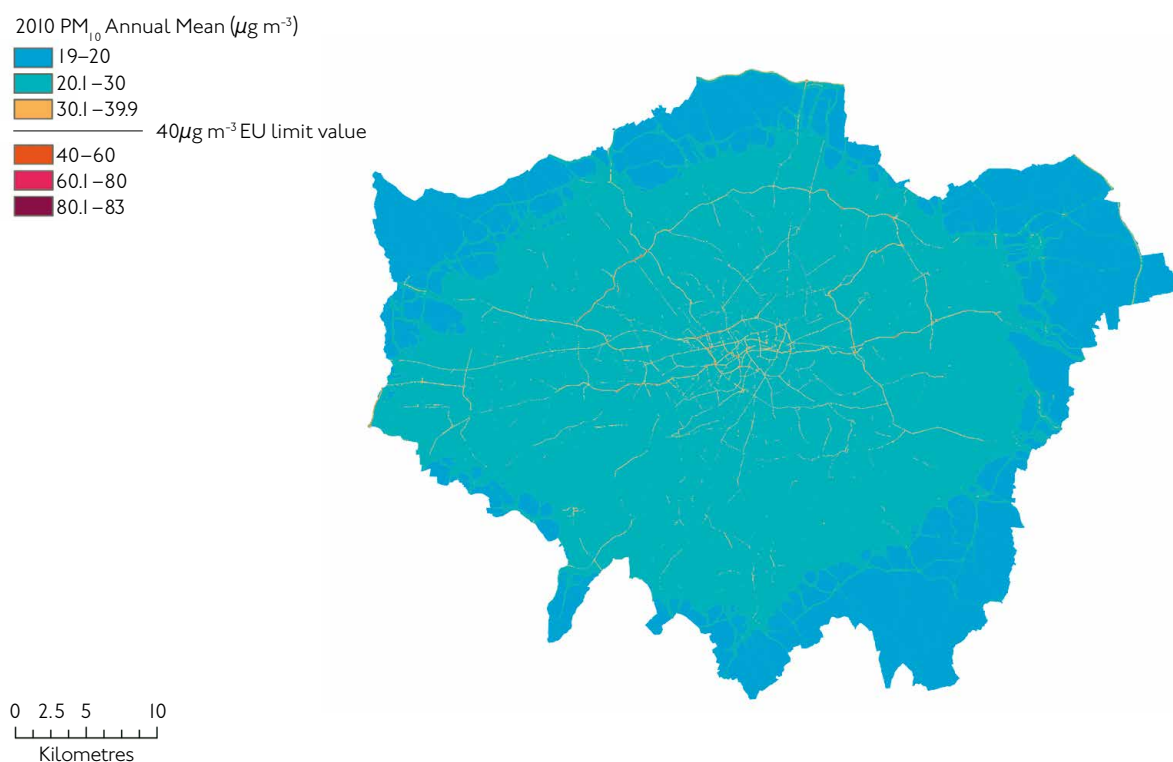 2010 PM₁₀ Annual Mean (µg m⁻³)
19–20
20.1–30
30.1–39.9
40µg m⁻³ EU limit value
40–60
60.1–80
80.1–83
0 2.5 5 10
Kilometres